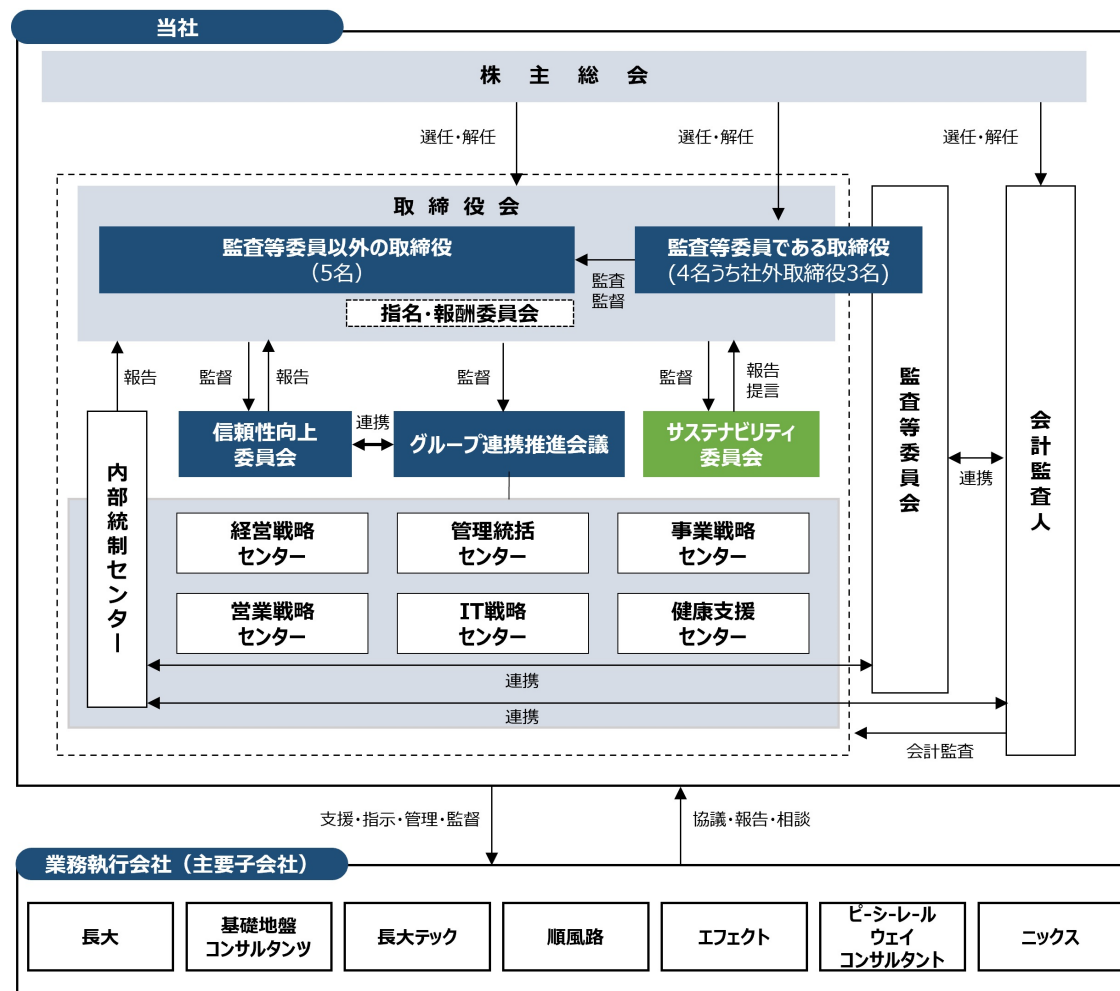 当社
株主総会
選任・解任
選任・解任
選任・解任
取締役会
監査等委員以外の取締役
（5名）
監査
監督
監査等委員である取締役
(4名うち社外取締役3名)
指名・報酬委員会
報告
監督
報告
監督
監督
報告
提言
信頼性向上
委員会
連携
グループ連携推進会議
サステナビリティ
委員会
監査等委員会
連携
会計監査人
内部統制センター
経営戦略
センター
管理統括
センター
事業戦略
センター
営業戦略
センター
IT戦略
センター
健康支援
センター
連携
連携
会計監査
支援・指示・管理・監督
協議・報告・相談
業務執行会社（主要子会社）
長大
基礎地盤
コンサルタンツ
長大テック
順風路
エフェクト
ピーシーレール
ウェイ
コンサルタント
ニックス